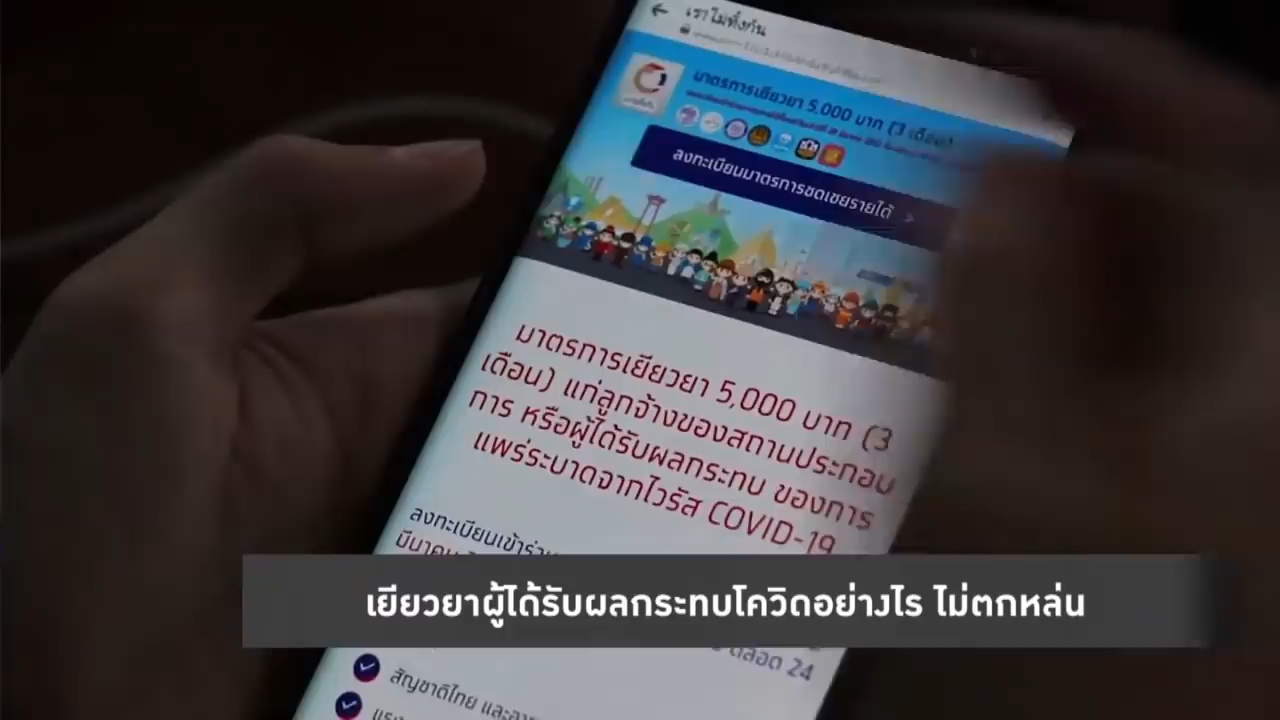 เราไม่ทิ้งกัน
มาตรการเยียวยา 5,000 บาท (3 เดือน)
ลงทะเบียนมาตรการชดเชยรายได้ >
มาตรการเยียวยา 5,000 บาท (3
เดือน) แก่ลูกจ้างของสถานประกอบ
การ หรือผู้ได้รับผลกระทบ ของการ
แพร่ระบาดจากไวรัส COVID-19
ลงทะเบียนเข้าร่วม
มีนาคม
เยียวยาผู้ได้รับผลกระทบโควิดอย่างไร ไม่ตกหล่น
ตลอด 24
สัญชาติไทย และอา